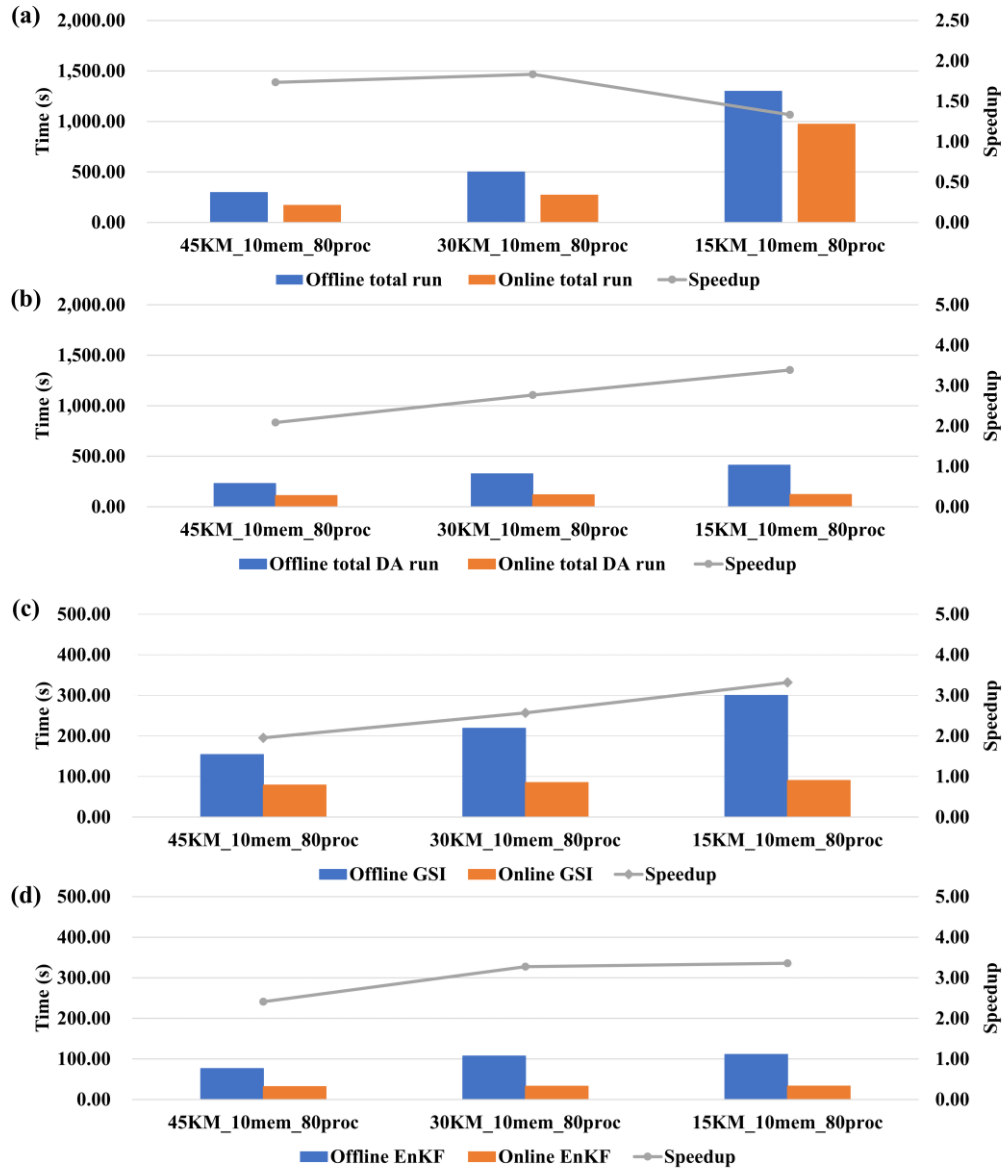 (a)
2,000.00 2.50
1,500.00 2.00
1,000.00 1.50
500.00 1.00
0.00 0.50
0.00
Time (s)
Speedup
45KM_10mem_80proc 30KM_10mem_80proc 15KM_10mem_80proc
Offline total run Online total run Speedup
(b)
2,000.00 5.00
1,500.00 4.00
1,000.00 3.00
500.00 2.00
0.00 1.00
0.00
Time (s)
Speedup
45KM_10mem_80proc 30KM_10mem_80proc 15KM_10mem_80proc
Offline total DA run Online total DA run Speedup
(c)
500.00 5.00
400.00 4.00
300.00 3.00
200.00 2.00
100.00 1.00
0.00 0.00
Time (s)
Speedup
45KM_10mem_80proc 30KM_10mem_80proc 15KM_10mem_80proc
Offline GSI Online GSI Speedup
(d)
500.00 5.00
400.00 4.00
300.00 3.00
200.00 2.00
100.00 1.00
0.00 0.00
Time (s)
Speedup
45KM_10mem_80proc 30KM_10mem_80proc 15KM_10mem_80proc
Offline EnKF Online EnKF Speedup